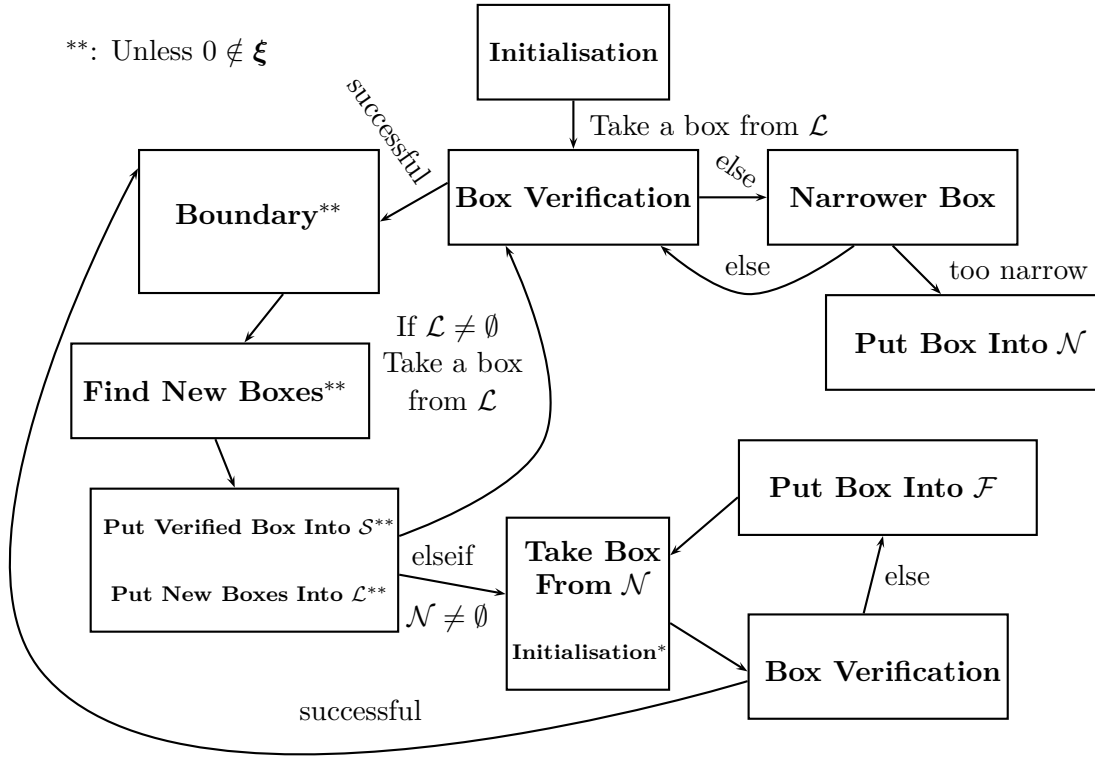 **: Unless 0 ∉ ξ
Initialisation
successful
Take a box from ℒ
Boundary**
Box Verification
else
Narrower Box
else
too narrow
If ℒ ≠ ∅
Take a box
from ℒ
Put Box Into 𝒩
Find New Boxes**
Put Verified Box Into 𝒮**
Put New Boxes Into ℒ**
elseif
𝒩 ≠ ∅
Take Box
From 𝒩
Initialisation*
Put Box Into ℱ
else
Box Verification
successful